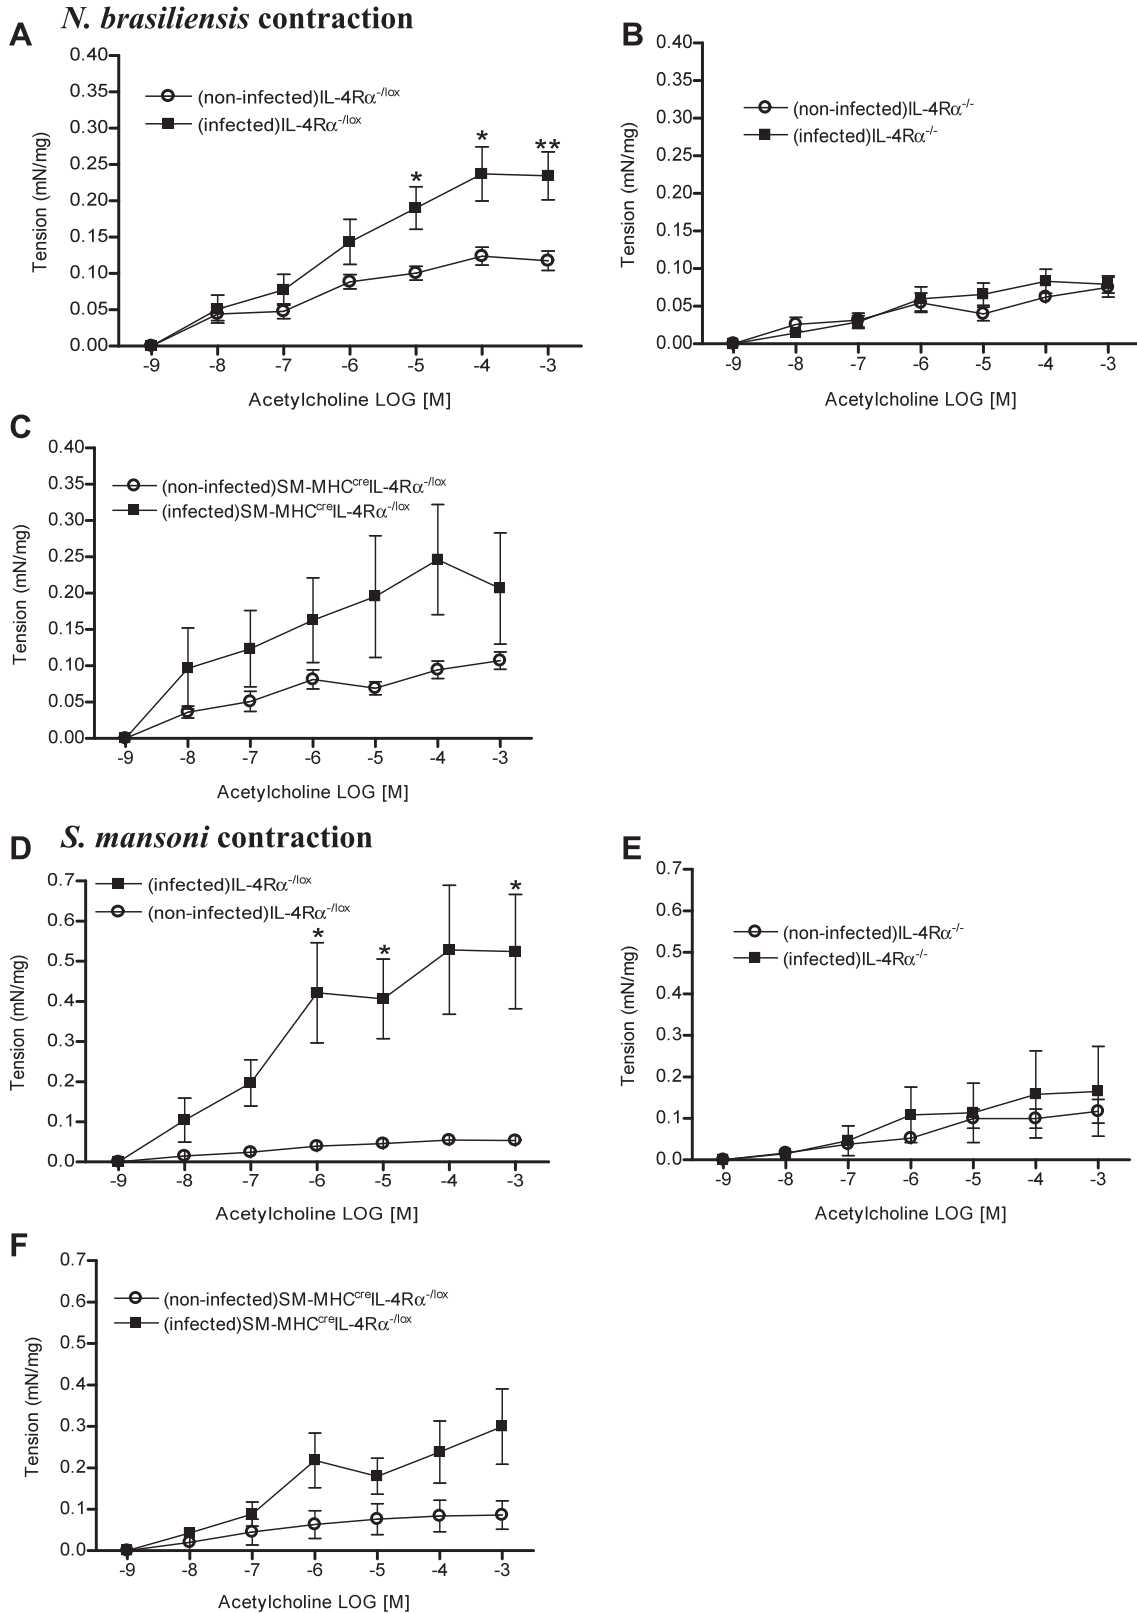 N. brasiliensis contraction
A
0.40
0.35
0.30
0.25
0.20
0.15
0.10
0.05
0.00
Tension (mN/mg)
(non-infected)IL-4Rα-/lox
(infected)IL-4Rα-/lox
* * **
-9 -8 -7 -6 -5 -4 -3
Acetylcholine LOG [M]
B
0.40
0.35
0.30
0.25
0.20
0.15
0.10
0.05
0.00
Tension (mN/mg)
(non-infected)IL-4Rα-/-
(infected)IL-4Rα-/-
-9 -8 -7 -6 -5 -4 -3
Acetylcholine LOG [M]
C
0.40
0.35
0.30
0.25
0.20
0.15
0.10
0.05
0.00
Tension (mN/mg)
(non-infected)SM-MHCcreIL-4Rα-/lox
(infected)SM-MHCcreIL-4Rα-/lox
-9 -8 -7 -6 -5 -4 -3
Acetylcholine LOG [M]
S. mansoni contraction
D
0.7
0.6
0.5
0.4
0.3
0.2
0.1
0.0
Tension (mN/mg)
(infected)IL-4Rα-/lox
(non-infected)IL-4Rα-/lox
* * *
-9 -8 -7 -6 -5 -4 -3
Acetylcholine LOG [M]
E
0.7
0.6
0.5
0.4
0.3
0.2
0.1
0.0
Tension (mN/mg)
(non-infected)IL-4Rα-/-
(infected)IL-4Rα-/-
-9 -8 -7 -6 -5 -4 -3
Acetylcholine LOG [M]
F
0.7
0.6
0.5
0.4
0.3
0.2
0.1
0.0
Tension (mN/mg)
(non-infected)SM-MHCcreIL-4Rα-/lox
(infected)SM-MHCcreIL-4Rα-/lox
-9 -8 -7 -6 -5 -4 -3
Acetylcholine LOG [M]